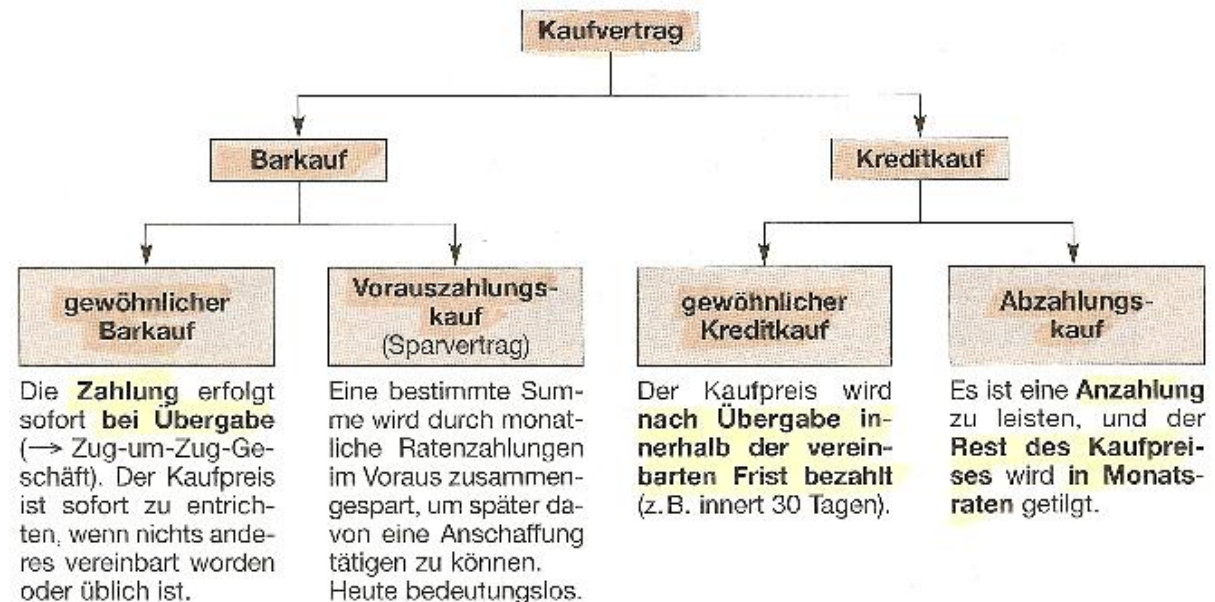 Kaufvertrag
Barkauf
Kreditkauf
gewöhnlicher
Barkauf
Die Zahlung erfolgt
sofort bei Übergabe
(→ Zug-um-Zug-Ge-
schäft). Der Kaufpreis
ist sofort zu entrich-
ten, wenn nichts ande-
res vereinbart worden
oder üblich ist.
Vorauszahlungs-
kauf
(Sparvertrag)
Eine bestimmte Sum-
me wird durch monat-
liche Ratenzahlungen
im Voraus zusammen-
gespart, um später da-
von eine Anschaffung
tätigen zu können.
Heute bedeutungslos.
gewöhnlicher
Kreditkauf
Der Kaufpreis wird
nach Übergabe in-
nerhalb der verein-
barten Frist bezahlt
(z. B. innert 30 Tagen).
Abzahlungs-
kauf
Es ist eine Anzahlung
zu leisten, und der
Rest des Kaufprei-
ses wird in Monats-
raten getilgt.